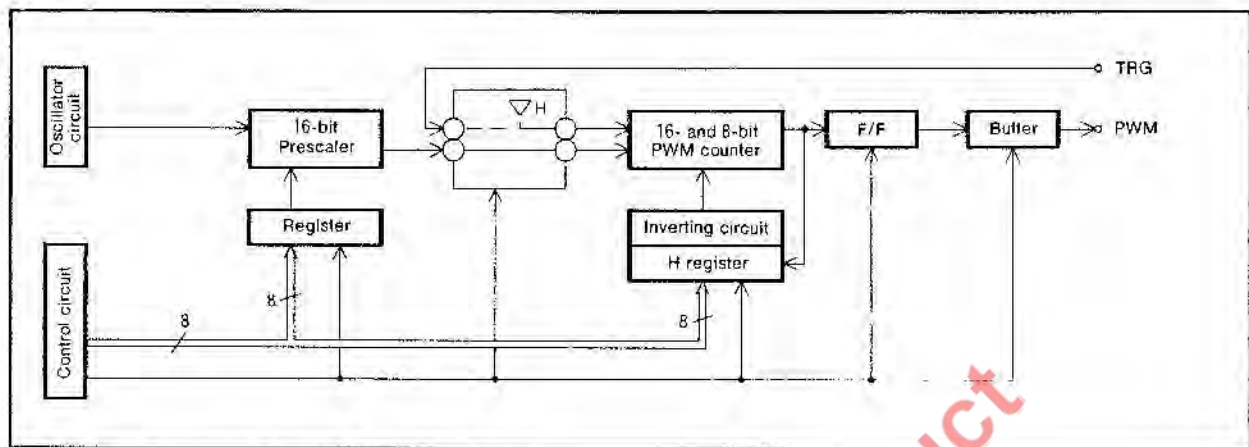 Oscillator
circuit
16-bit
Prescaler
H
16- and 8-bit
PWM counter
F/F
Buffer
TRG
PWM
Register
Inverting circuit
H register
Control circuit
8
8
8
uct